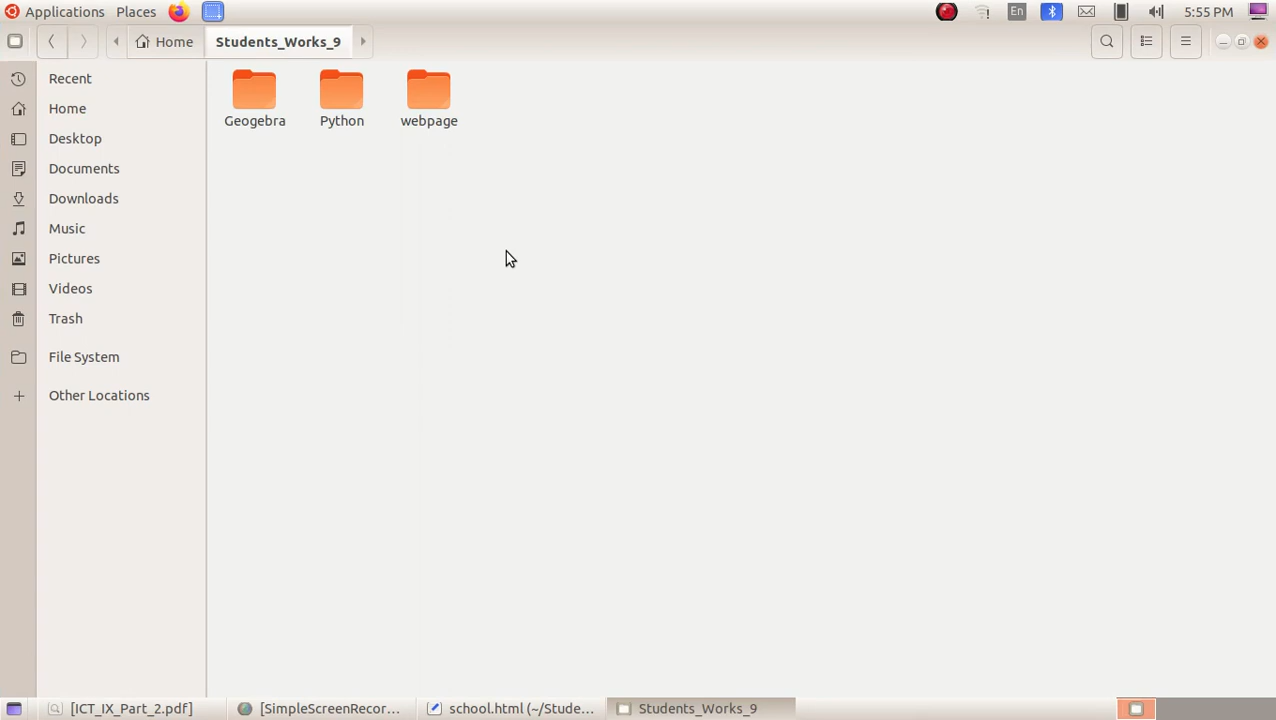 Applications Places En 5:55 PM
Home Students_Works_9
Recent
Home
Desktop
Documents
Downloads
Music
Pictures
Videos
Trash
File System
Other Locations
Geogebra Python webpage
[ICT_IX_Part_2.pdf] [SimpleScreenRecor... school.html (~/Stude... Students_Works_9